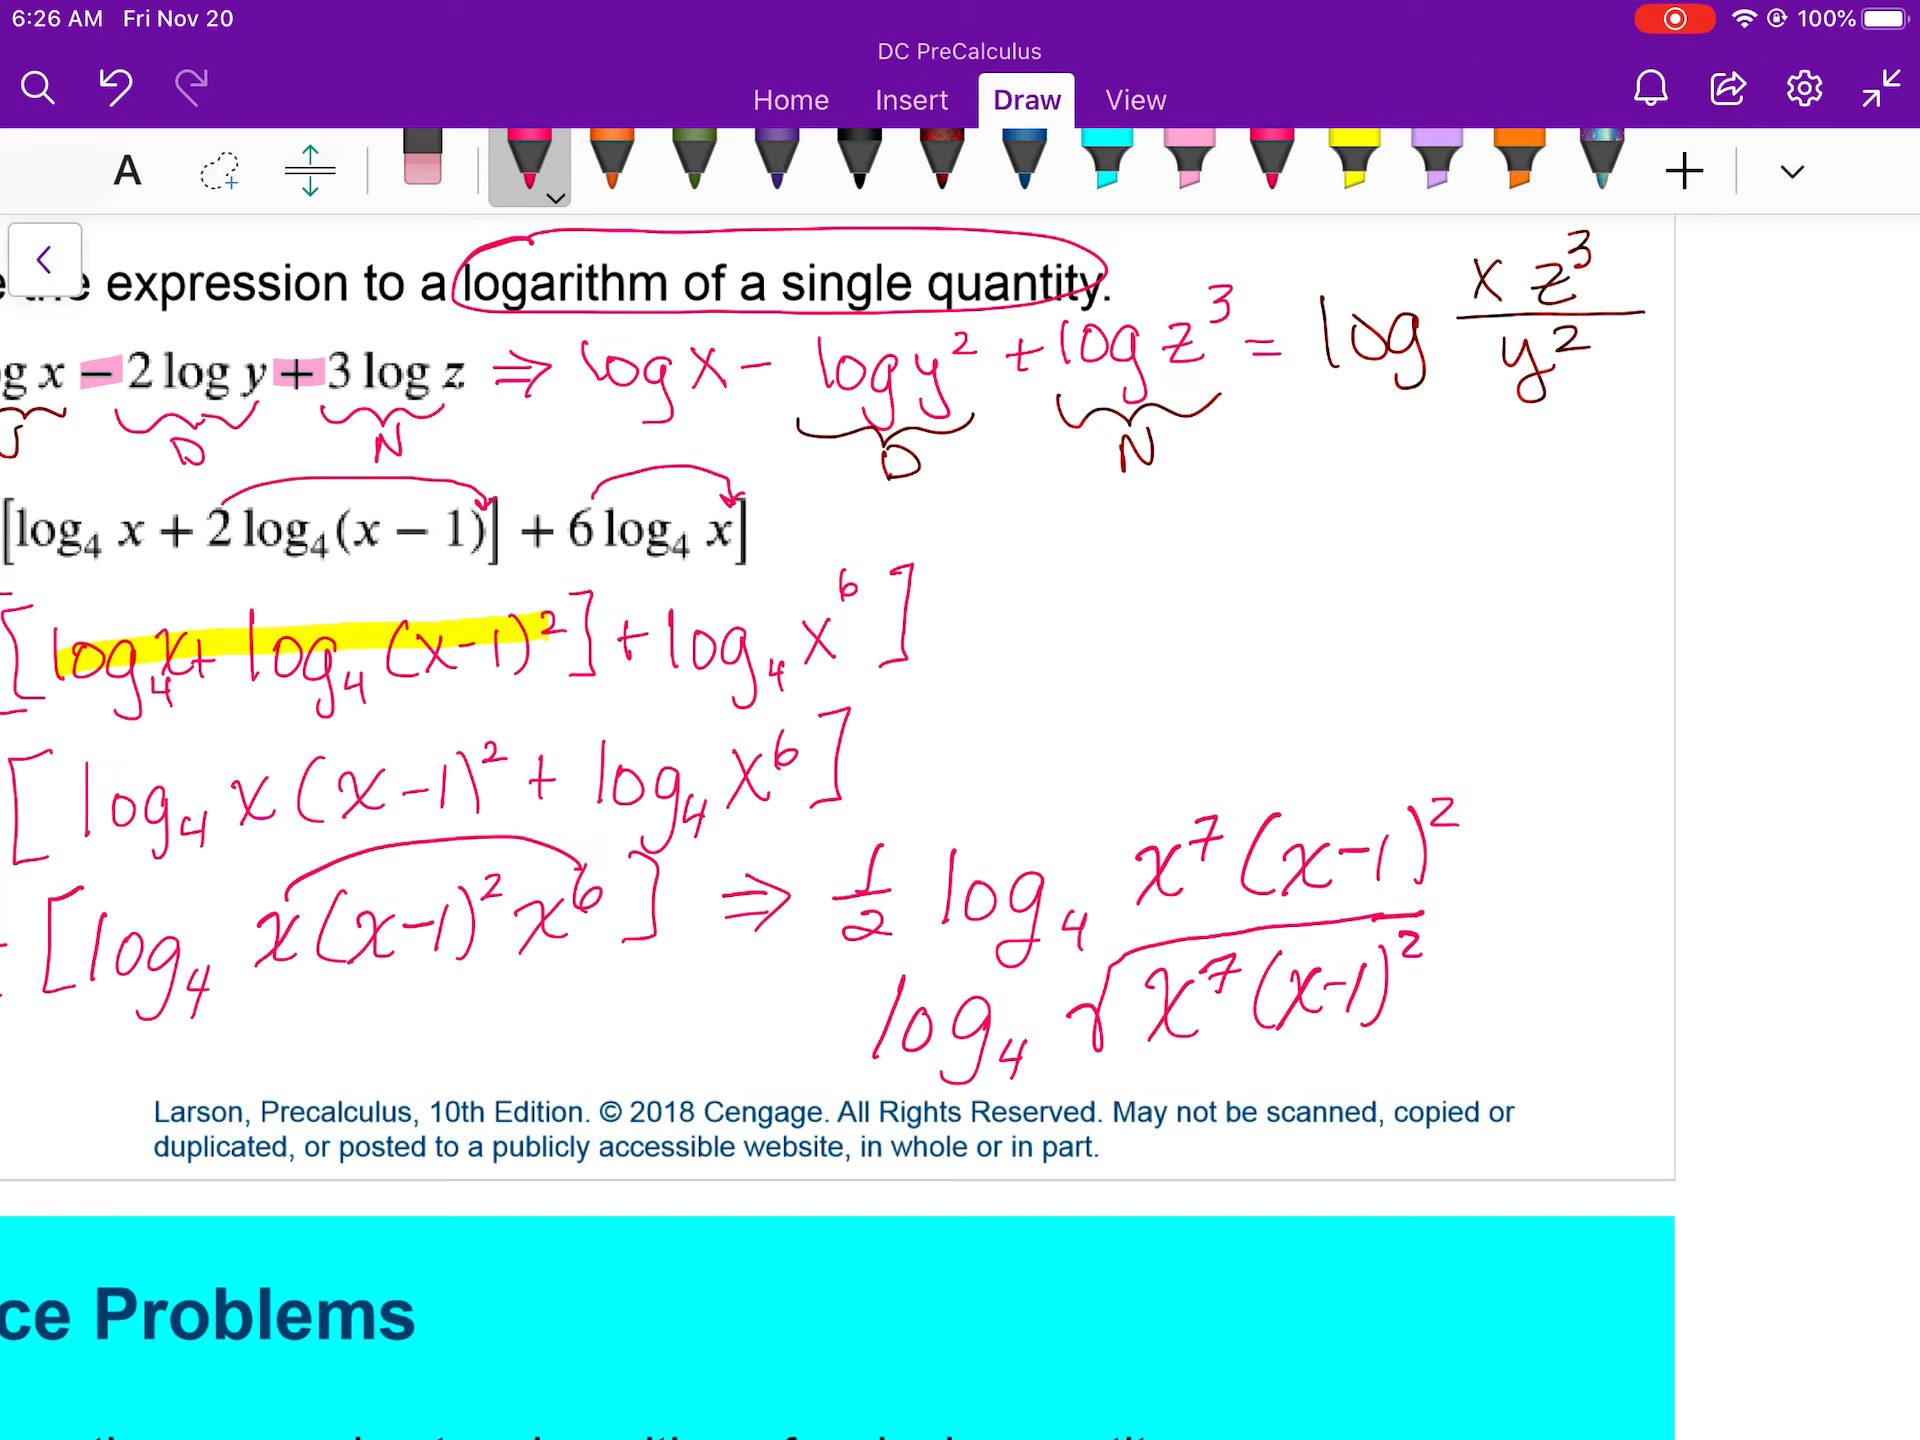 6:26 AM Fri Nov 20 100%
DC PreCalculus
Home Insert Draw View
A
expression to a logarithm of a single quantity.
g x − 2 log y + 3 log z ⇒ log x − log y² + log z³ = log x z³ / y²
D N D N
[log₄ x + 2 log₄(x − 1)] + 6 log₄ x]
[log₄ x + log₄ (x-1)²] + log₄ x⁶]
[log₄ x (x-1)² + log₄ x⁶]
[log₄ x(x-1)² x⁶] ⇒ 1/2 log₄ x⁷(x-1)²
log₄ √x⁷(x-1)²
Larson, Precalculus, 10th Edition. © 2018 Cengage. All Rights Reserved. May not be scanned, copied or
duplicated, or posted to a publicly accessible website, in whole or in part.
ce Problems